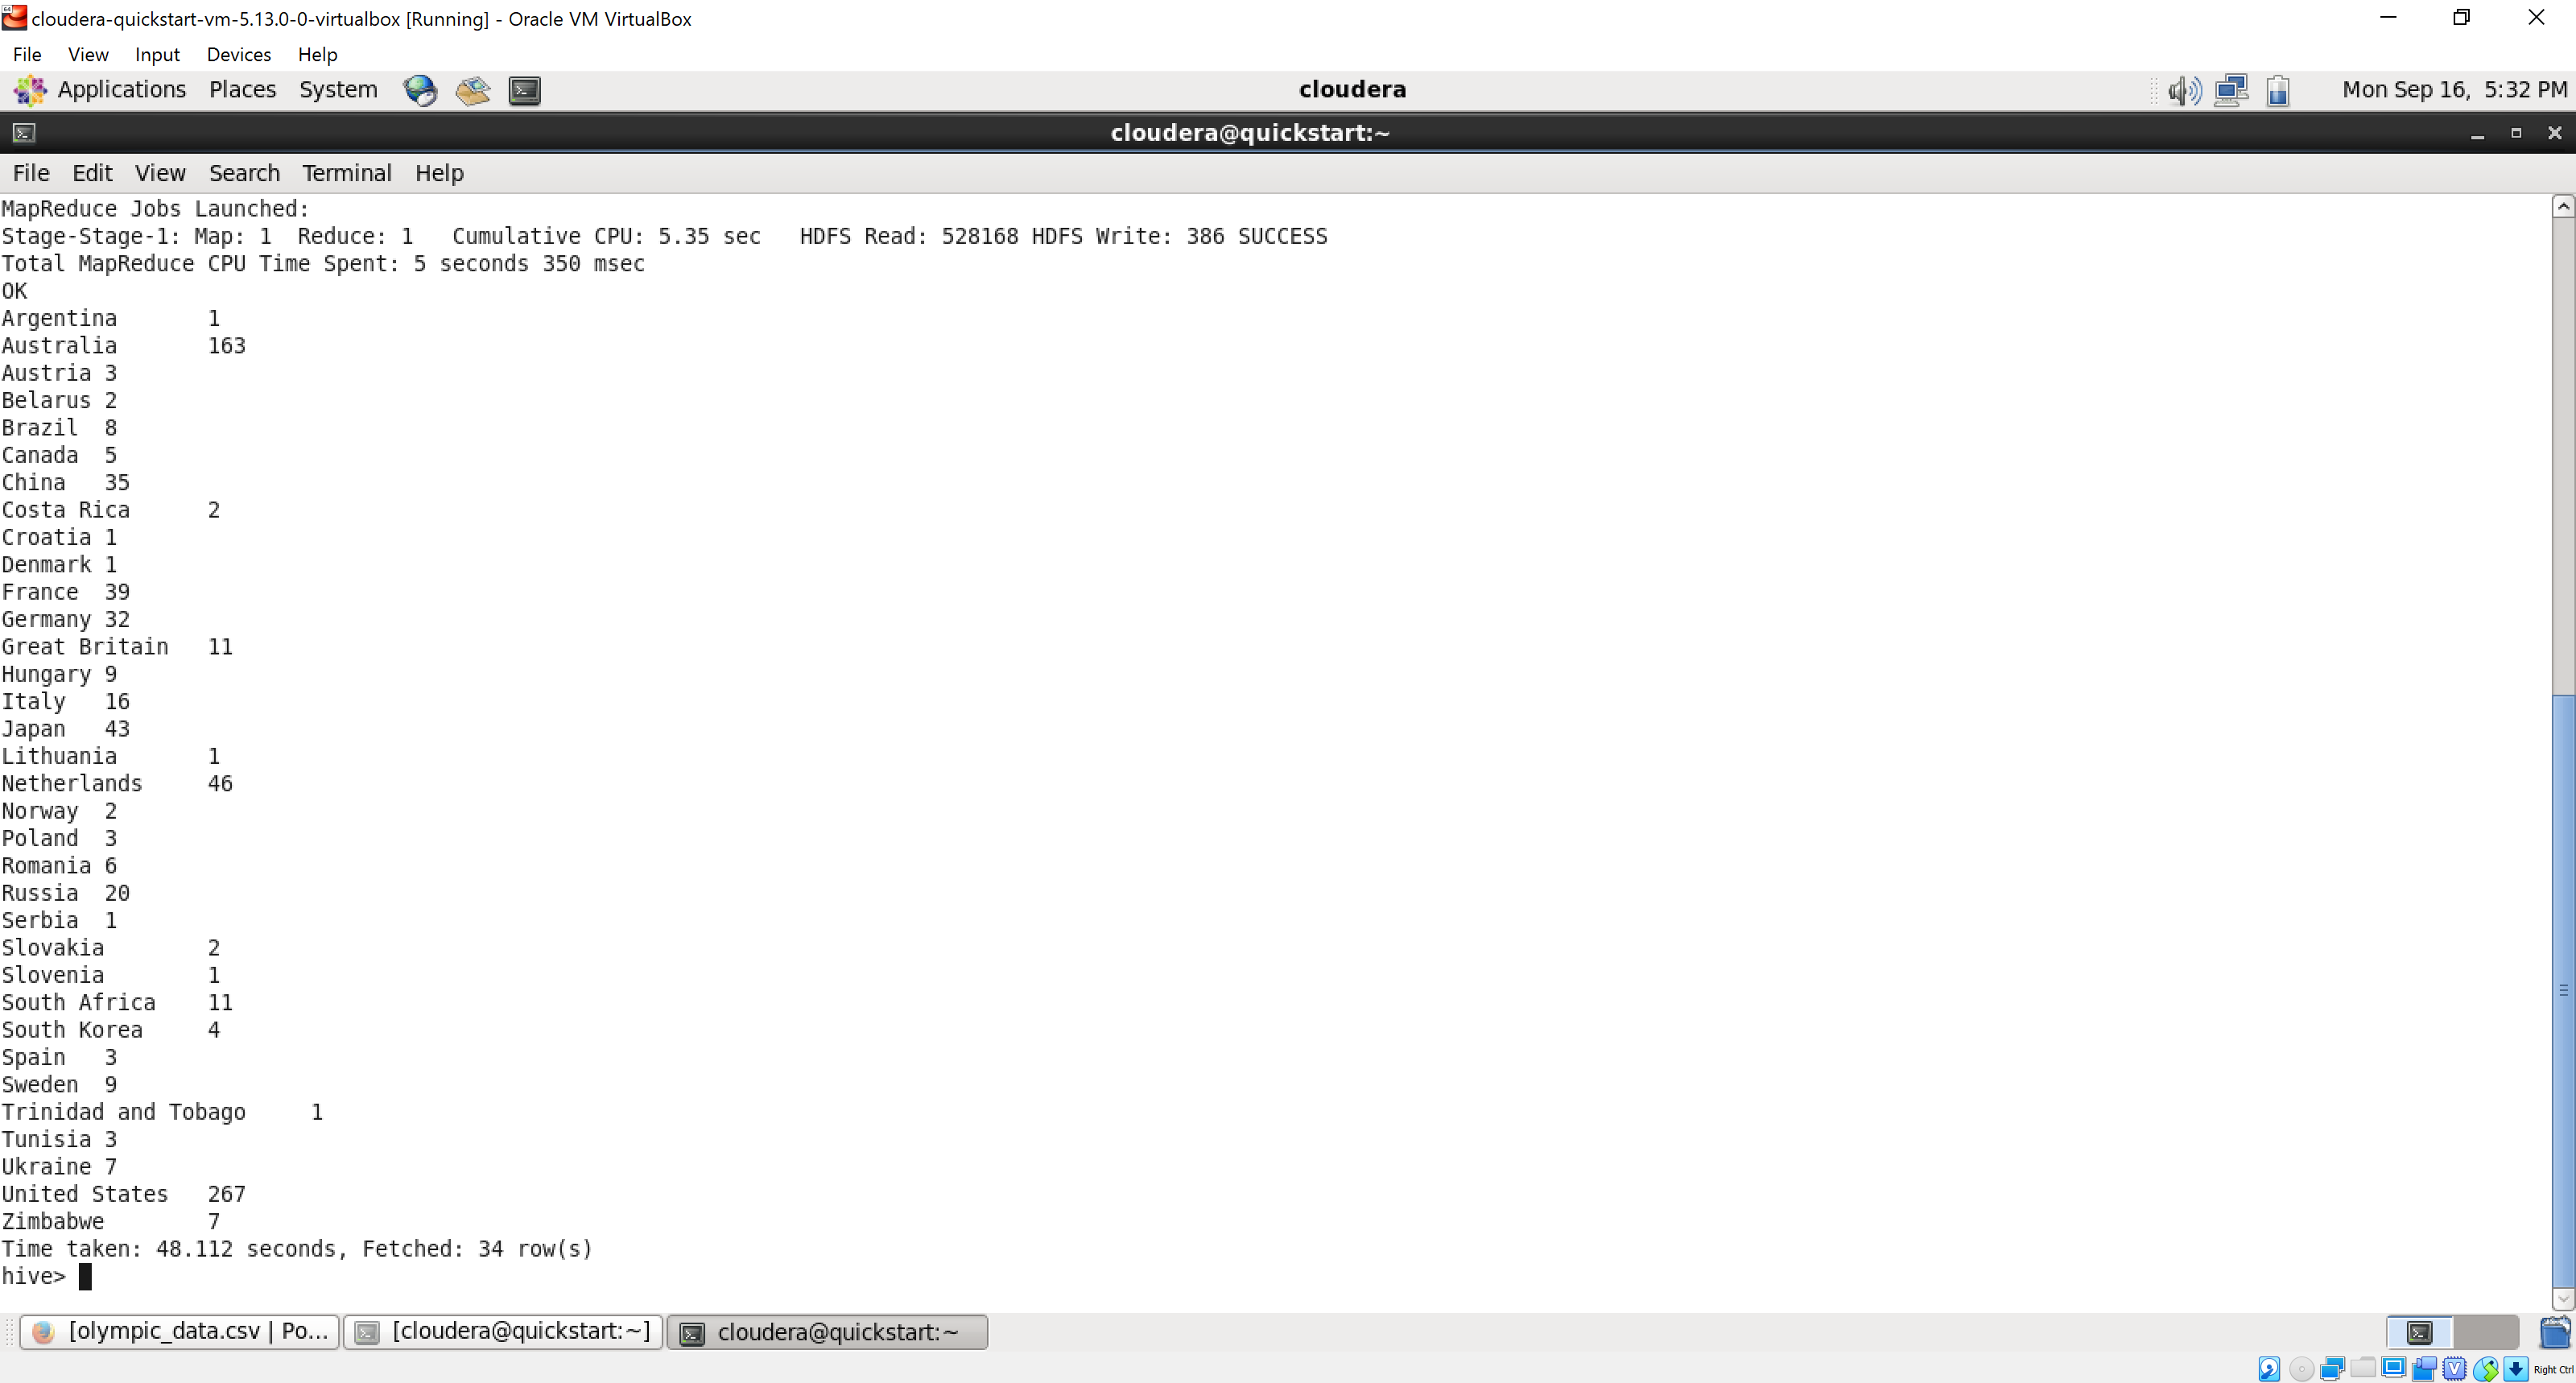 cloudera-quickstart-vm-5.13.0-0-virtualbox [Running] - Oracle VM VirtualBox
File View Input Devices Help
Applications Places System cloudera Mon Sep 16, 5:32 PM
cloudera@quickstart:~
File Edit View Search Terminal Help
MapReduce Jobs Launched:
Stage-Stage-1: Map: 1  Reduce: 1   Cumulative CPU: 5.35 sec   HDFS Read: 528168 HDFS Write: 386 SUCCESS
Total MapReduce CPU Time Spent: 5 seconds 350 msec
OK
Argentina 1
Australia 163
Austria 3
Belarus 2
Brazil 8
Canada 5
China 35
Costa Rica 2
Croatia 1
Denmark 1
France 39
Germany 32
Great Britain 11
Hungary 9
Italy 16
Japan 43
Lithuania 1
Netherlands 46
Norway 2
Poland 3
Romania 6
Russia 20
Serbia 1
Slovakia 2
Slovenia 1
South Africa 11
South Korea 4
Spain 3
Sweden 9
Trinidad and Tobago 1
Tunisia 3
Ukraine 7
United States 267
Zimbabwe 7
Time taken: 48.112 seconds, Fetched: 34 row(s)
hive>
[olympic_data.csv | Po... [cloudera@quickstart:~] cloudera@quickstart:~
Right Ctrl